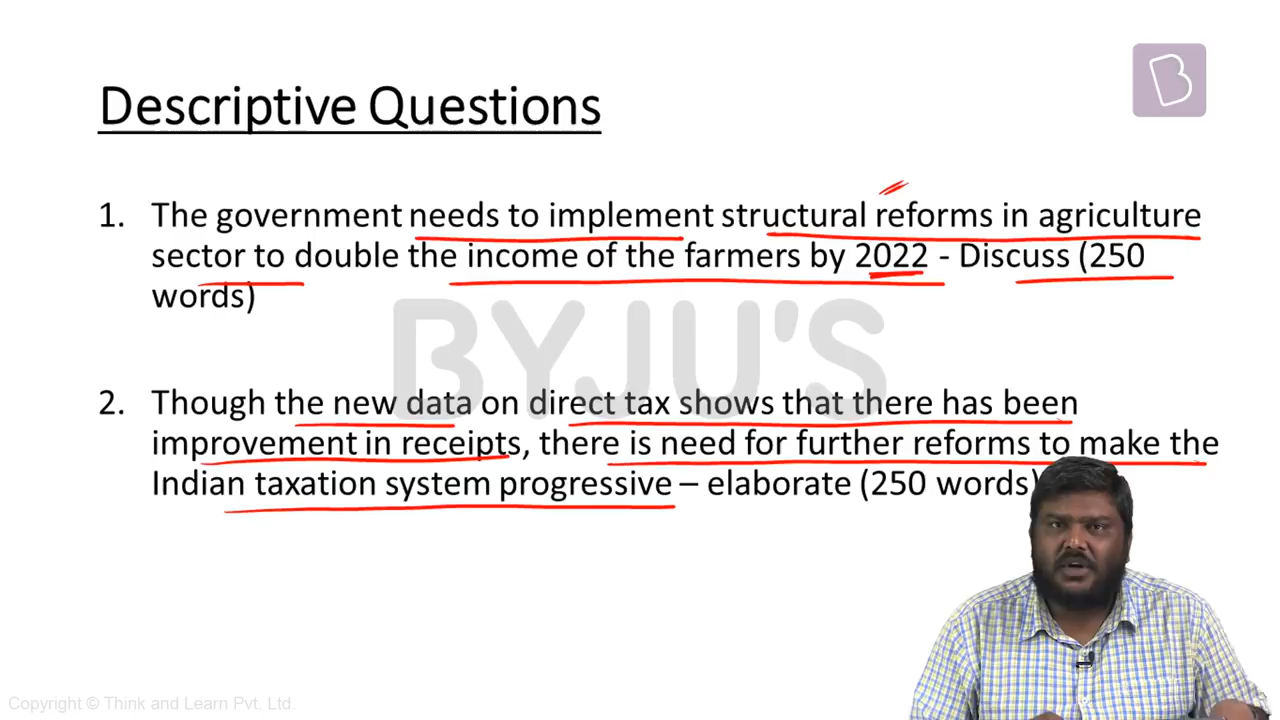 Descriptive Questions
1. The government needs to implement structural reforms in agriculture
sector to double the income of the farmers by 2022 - Discuss (250
words)
BYJU'S
2. Though the new data on direct tax shows that there has been
improvement in receipts, there is need for further reforms to make the
Indian taxation system progressive – elaborate (250 words)
Copyright © Think and Learn Pvt. Ltd.